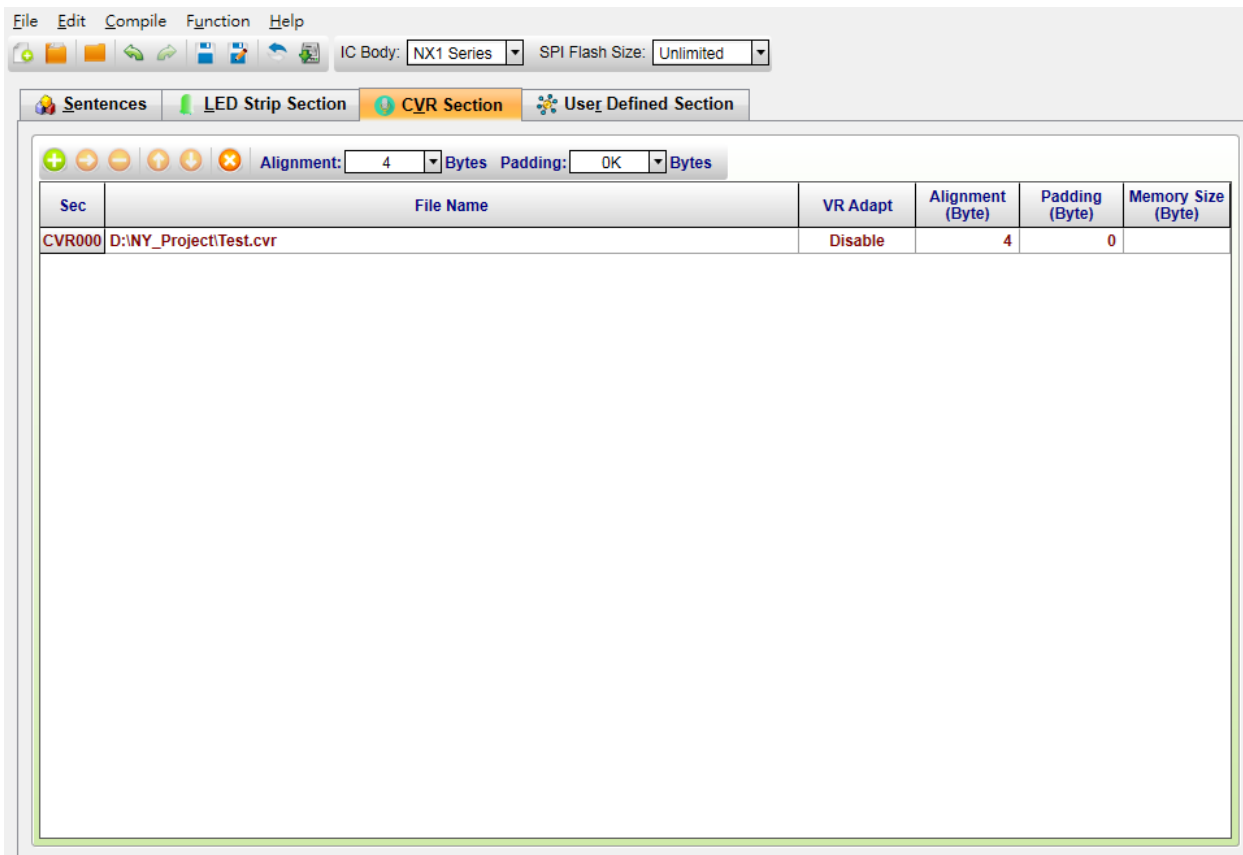 File Edit Compile Function Help
IC Body: NX1 Series SPI Flash Size: Unlimited
Sentences LED Strip Section CVR Section User Defined Section
Alignment: 4 Bytes Padding: 0K Bytes
Sec File Name VR Adapt Alignment (Byte) Padding (Byte) Memory Size (Byte)
CVR000 D:\NY_Project\Test.cvr Disable 4 0